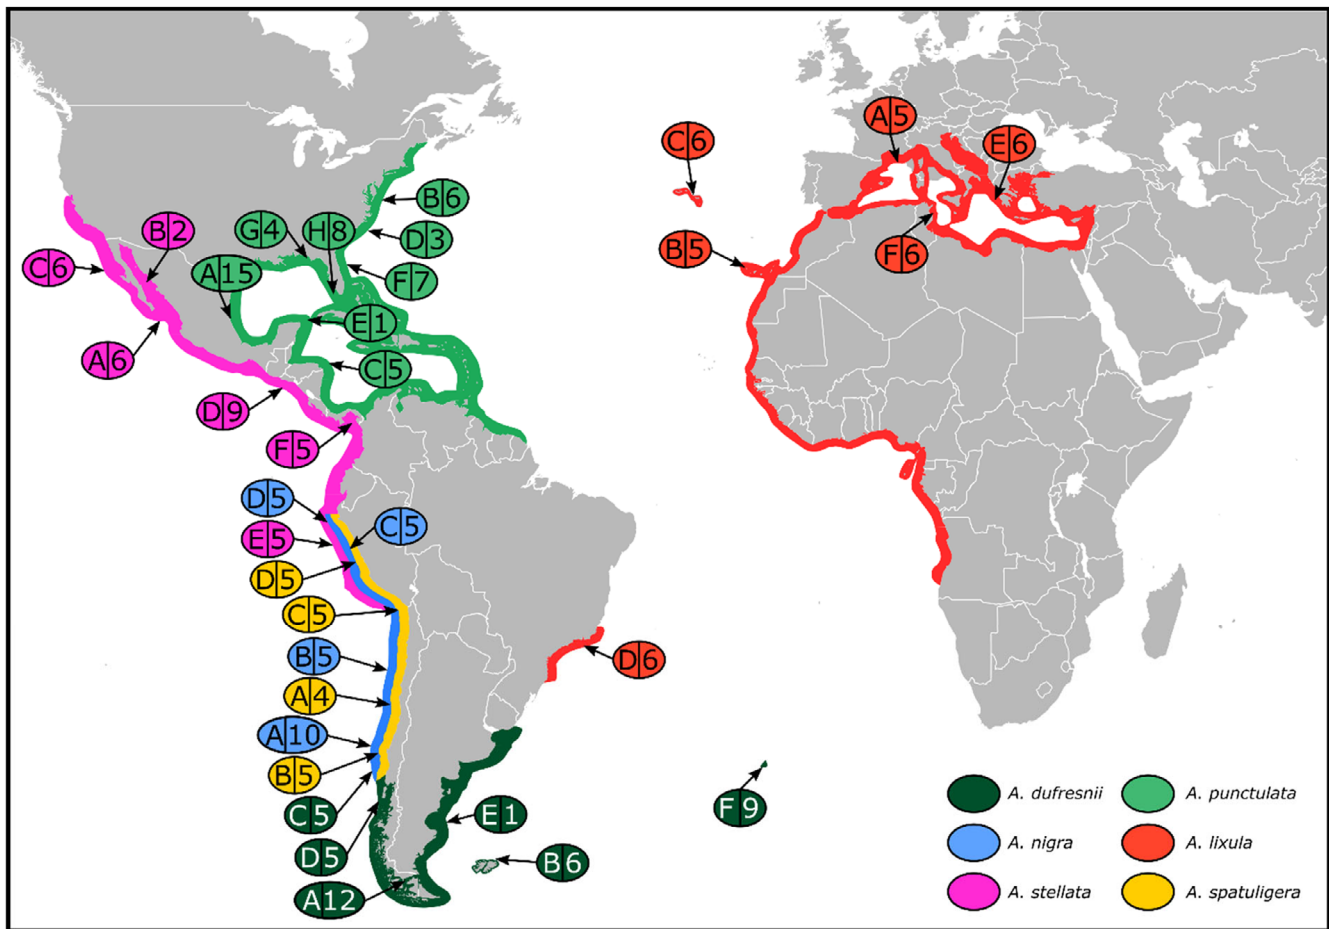 A|5
C|6
E|6
B|6
B|2
G|4
H|8
D|3
B|5
F|6
C|6
A|15
F|7
E|1
A|6
C|5
D|9
F|5
D|5
C|5
E|5
D|5
C|5
B|5
D|6
A|4
A|10
B|5
C|5
E|1
F|9
D|5
B|6
A|12
A. dufresnii
A. punctulata
A. nigra
A. lixula
A. stellata
A. spatuligera